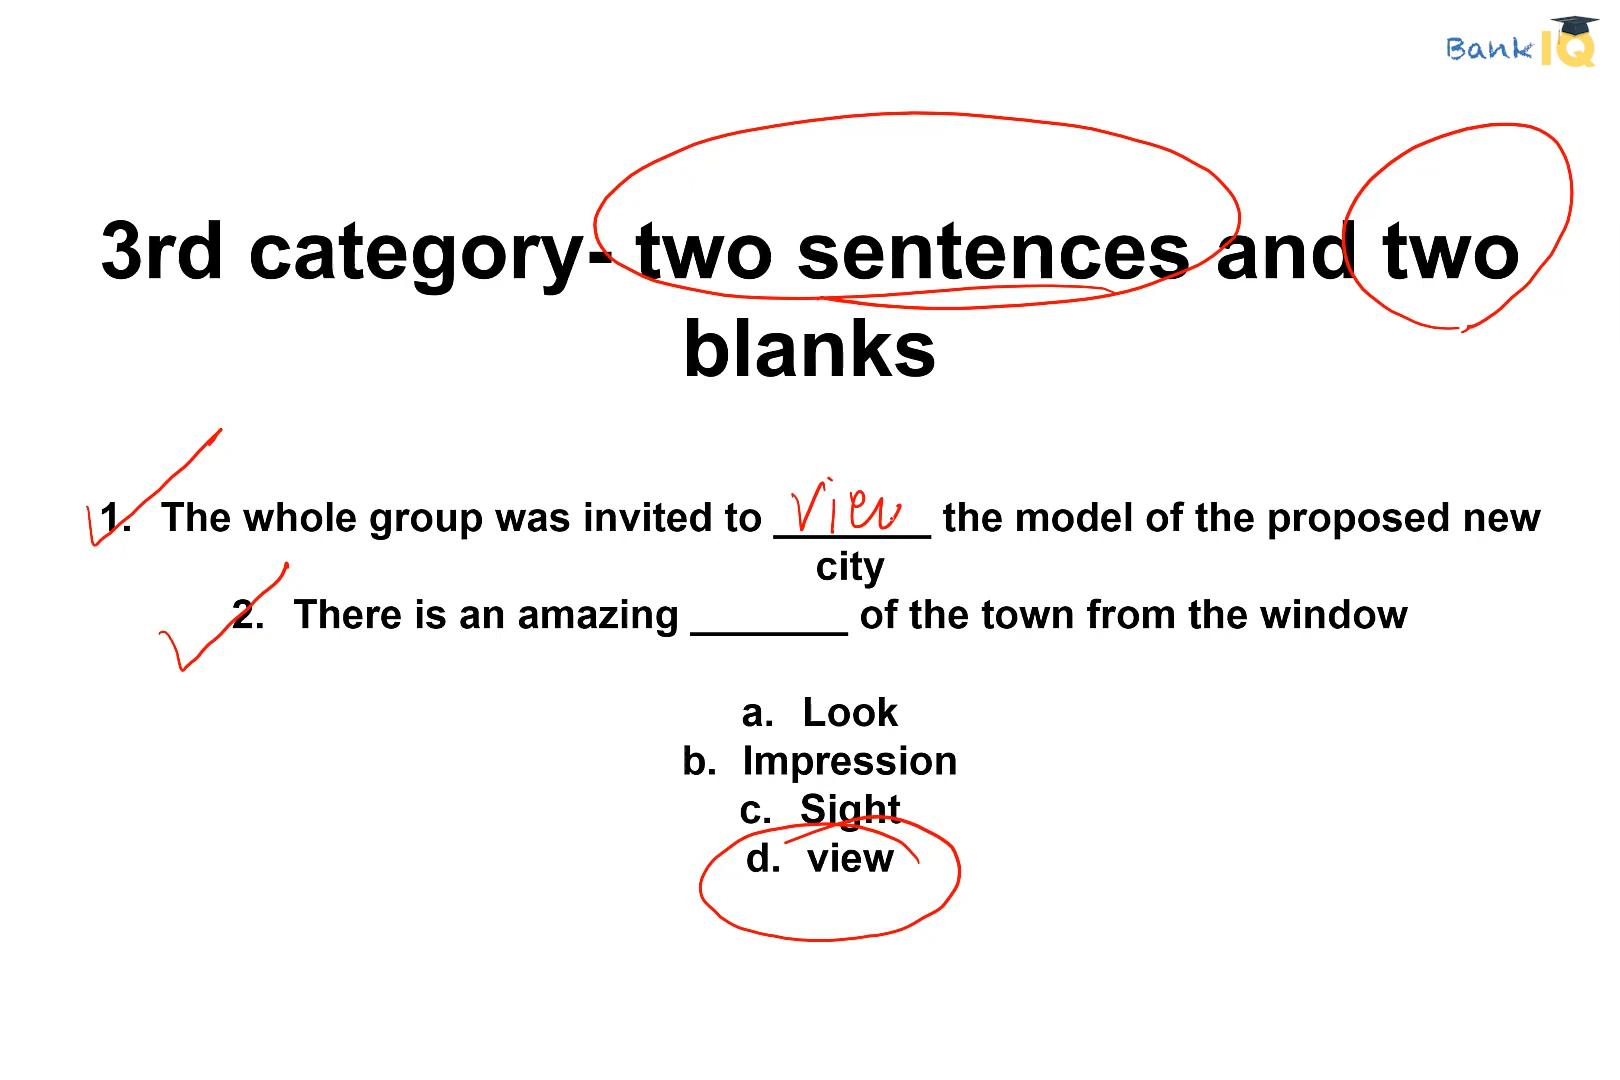 Bank IQ
3rd category- two sentences and two
blanks
1. The whole group was invited to view the model of the proposed new
city
2. There is an amazing _______ of the town from the window
a. Look
b. Impression
c. Sight
d. view